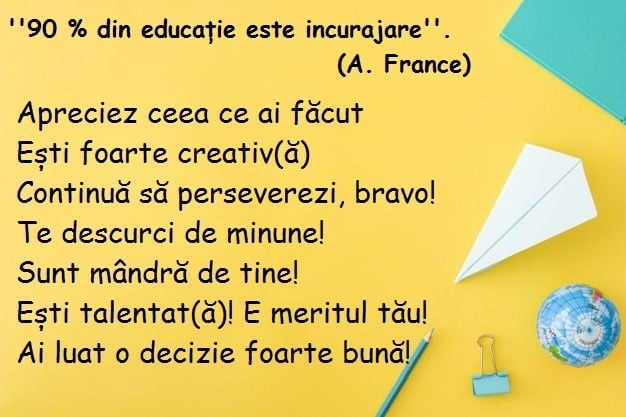 ''90 % din educație este incurajare''.
(A. France)
Apreciez ceea ce ai făcut
Ești foarte creativ(ă)
Continuă să perseverezi, bravo!
Te descurci de minune!
Sunt mândră de tine!
Ești talentat(ă)! E meritul tău!
Ai luat o decizie foarte bună!